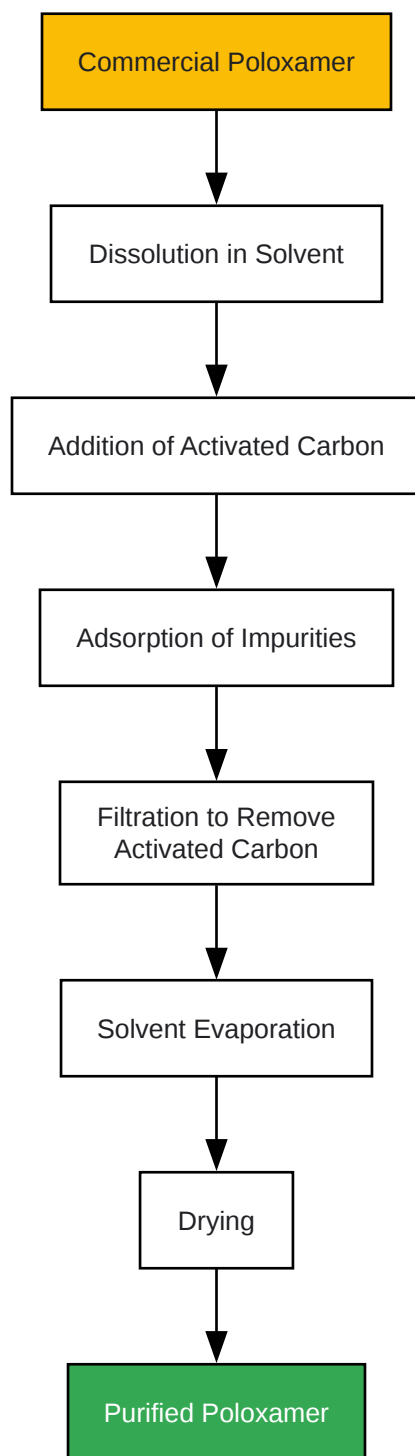 Commercial Poloxamer
Dissolution in Solvent
Addition of Activated Carbon
Adsorption of Impurities
Filtration to Remove
Activated Carbon
Solvent Evaporation
Drying
Purified Poloxamer